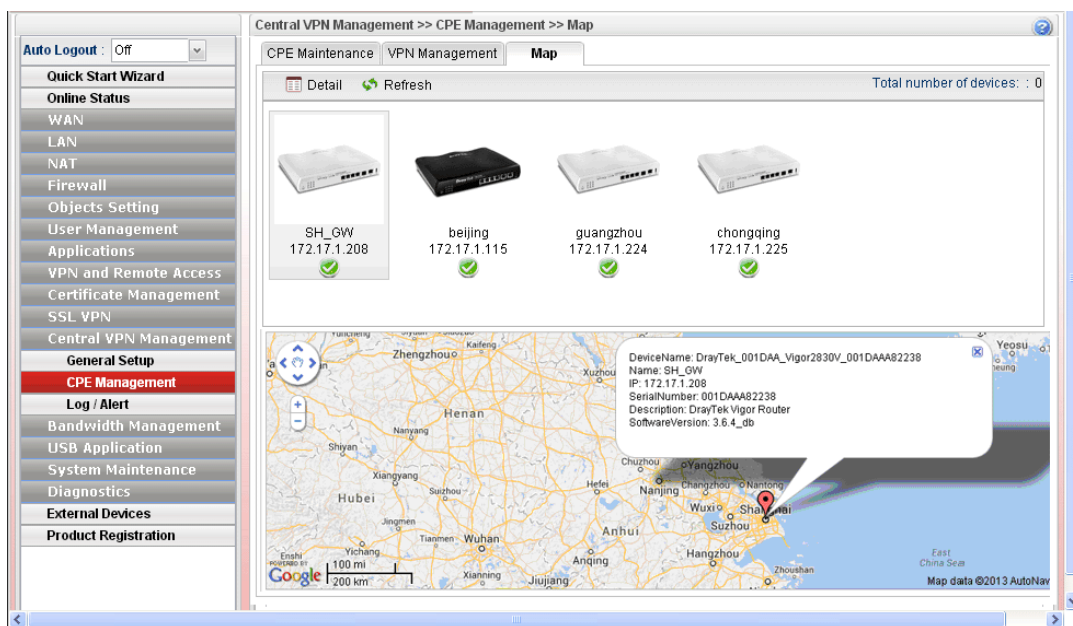 Central VPN Management >> CPE Management >> Map
Auto Logout : Off
Quick Start Wizard
Online Status
WAN
LAN
NAT
Firewall
Objects Setting
User Management
Applications
VPN and Remote Access
Certificate Management
SSL VPN
Central VPN Management
General Setup
CPE Management
Log / Alert
Bandwidth Management
USB Application
System Maintenance
Diagnostics
External Devices
Product Registration
CPE Maintenance VPN Management Map
Detail Refresh Total number of devices: : 0
SH_GW
172.17.1.208
beijing
172.17.1.115
guangzhou
172.17.1.224
chongqing
172.17.1.225
DeviceName: DrayTek_001DAA_Vigor2830V_001DAAA82238
Name: SH_GW
IP: 172.17.1.208
SerialNumber: 001DAAA82238
Description: DrayTek Vigor Router
SoftwareVersion: 3.6.4_db
Kaifeng
Zhengzhou
Xuzhou
Yeosu
Henan
Nanyang
Shiyan
Xiangyang
Suizhou
Hubei
Chuzhou
Yangzhou
Hefei
Nanjing
Changzhou
Nantong
Wuxi
Shanghai
Suzhou
Jingmen
Tianmen
Wuhan
Anhui
Enshi
Yichang
Anqing
Hangzhou
Zhoushan
Xianning
Jiujiang
East
China Sea
POWERED BY
Google
100 mi
200 km
Map data ©2013 AutoNav